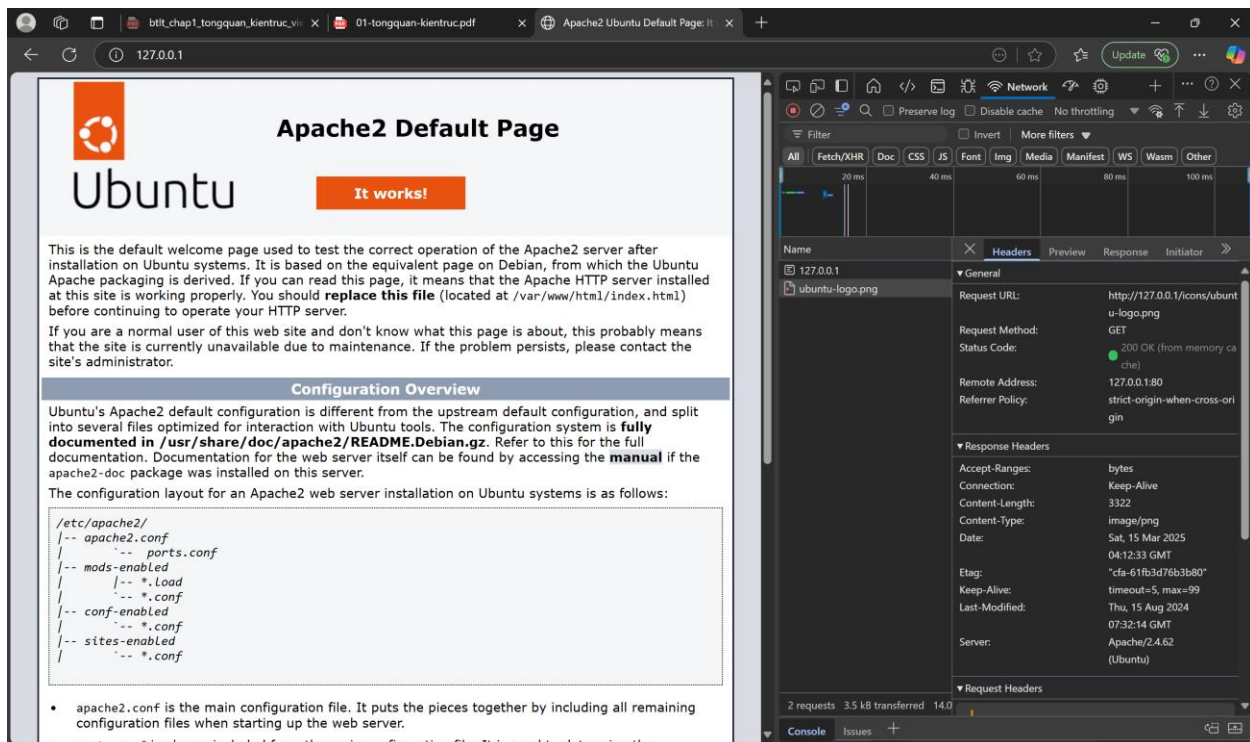 btlt_chap1_tongquan_kientruc_vie
01-tongquan-kientruc.pdf
Apache2 Ubuntu Default Page: It
127.0.0.1
Update
Apache2 Default Page
Ubuntu
It works!
This is the default welcome page used to test the correct operation of the Apache2 server after
installation on Ubuntu systems. It is based on the equivalent page on Debian, from which the Ubuntu
Apache packaging is derived. If you can read this page, it means that the Apache HTTP server installed
at this site is working properly. You should replace this file (located at /var/www/html/index.html)
before continuing to operate your HTTP server.
If you are a normal user of this web site and don't know what this page is about, this probably means
that the site is currently unavailable due to maintenance. If the problem persists, please contact the
site's administrator.
Configuration Overview
Ubuntu's Apache2 default configuration is different from the upstream default configuration, and split
into several files optimized for interaction with Ubuntu tools. The configuration system is fully
documented in /usr/share/doc/apache2/README.Debian.gz. Refer to this for the full
documentation. Documentation for the web server itself can be found by accessing the manual if the
apache2-doc package was installed on this server.
The configuration layout for an Apache2 web server installation on Ubuntu systems is as follows:
/etc/apache2/
|-- apache2.conf
|       `--  ports.conf
|-- mods-enabled
|       |-- *.load
|       `-- *.conf
|-- conf-enabled
|       `-- *.conf
|-- sites-enabled
|       `-- *.conf
• apache2.conf is the main configuration file. It puts the pieces together by including all remaining
configuration files when starting up the web server.
Network
Preserve log Disable cache No throttling
Filter Invert More filters
All Fetch/XHR Doc CSS JS Font Img Media Manifest WS Wasm Other
20 ms 40 ms 60 ms 80 ms 100 ms
Name
127.0.0.1
ubuntu-logo.png
Headers Preview Response Initiator
General
Request URL: http://127.0.0.1/icons/ubunt
u-logo.png
Request Method: GET
Status Code: 200 OK (from memory ca
che)
Remote Address: 127.0.0.1:80
Referrer Policy: strict-origin-when-cross-ori
gin
Response Headers
Accept-Ranges: bytes
Connection: Keep-Alive
Content-Length: 3322
Content-Type: image/png
Date: Sat, 15 Mar 2025
04:12:33 GMT
Etag: "cfa-61fb3d76b3b80"
Keep-Alive: timeout=5, max=99
Last-Modified: Thu, 15 Aug 2024
07:32:14 GMT
Server: Apache/2.4.62
(Ubuntu)
Request Headers
2 requests 3.5 kB transferred 14.0
Console Issues